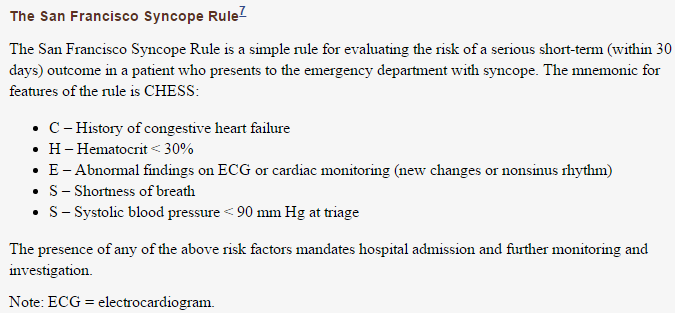 The San Francisco Syncope Rule7
The San Francisco Syncope Rule is a simple rule for evaluating the risk of a serious short-term (within 30
days) outcome in a patient who presents to the emergency department with syncope. The mnemonic for
features of the rule is CHESS:
• C – History of congestive heart failure
• H – Hematocrit < 30%
• E – Abnormal findings on ECG or cardiac monitoring (new changes or nonsinus rhythm)
• S – Shortness of breath
• S – Systolic blood pressure < 90 mm Hg at triage
The presence of any of the above risk factors mandates hospital admission and further monitoring and
investigation.
Note: ECG = electrocardiogram.